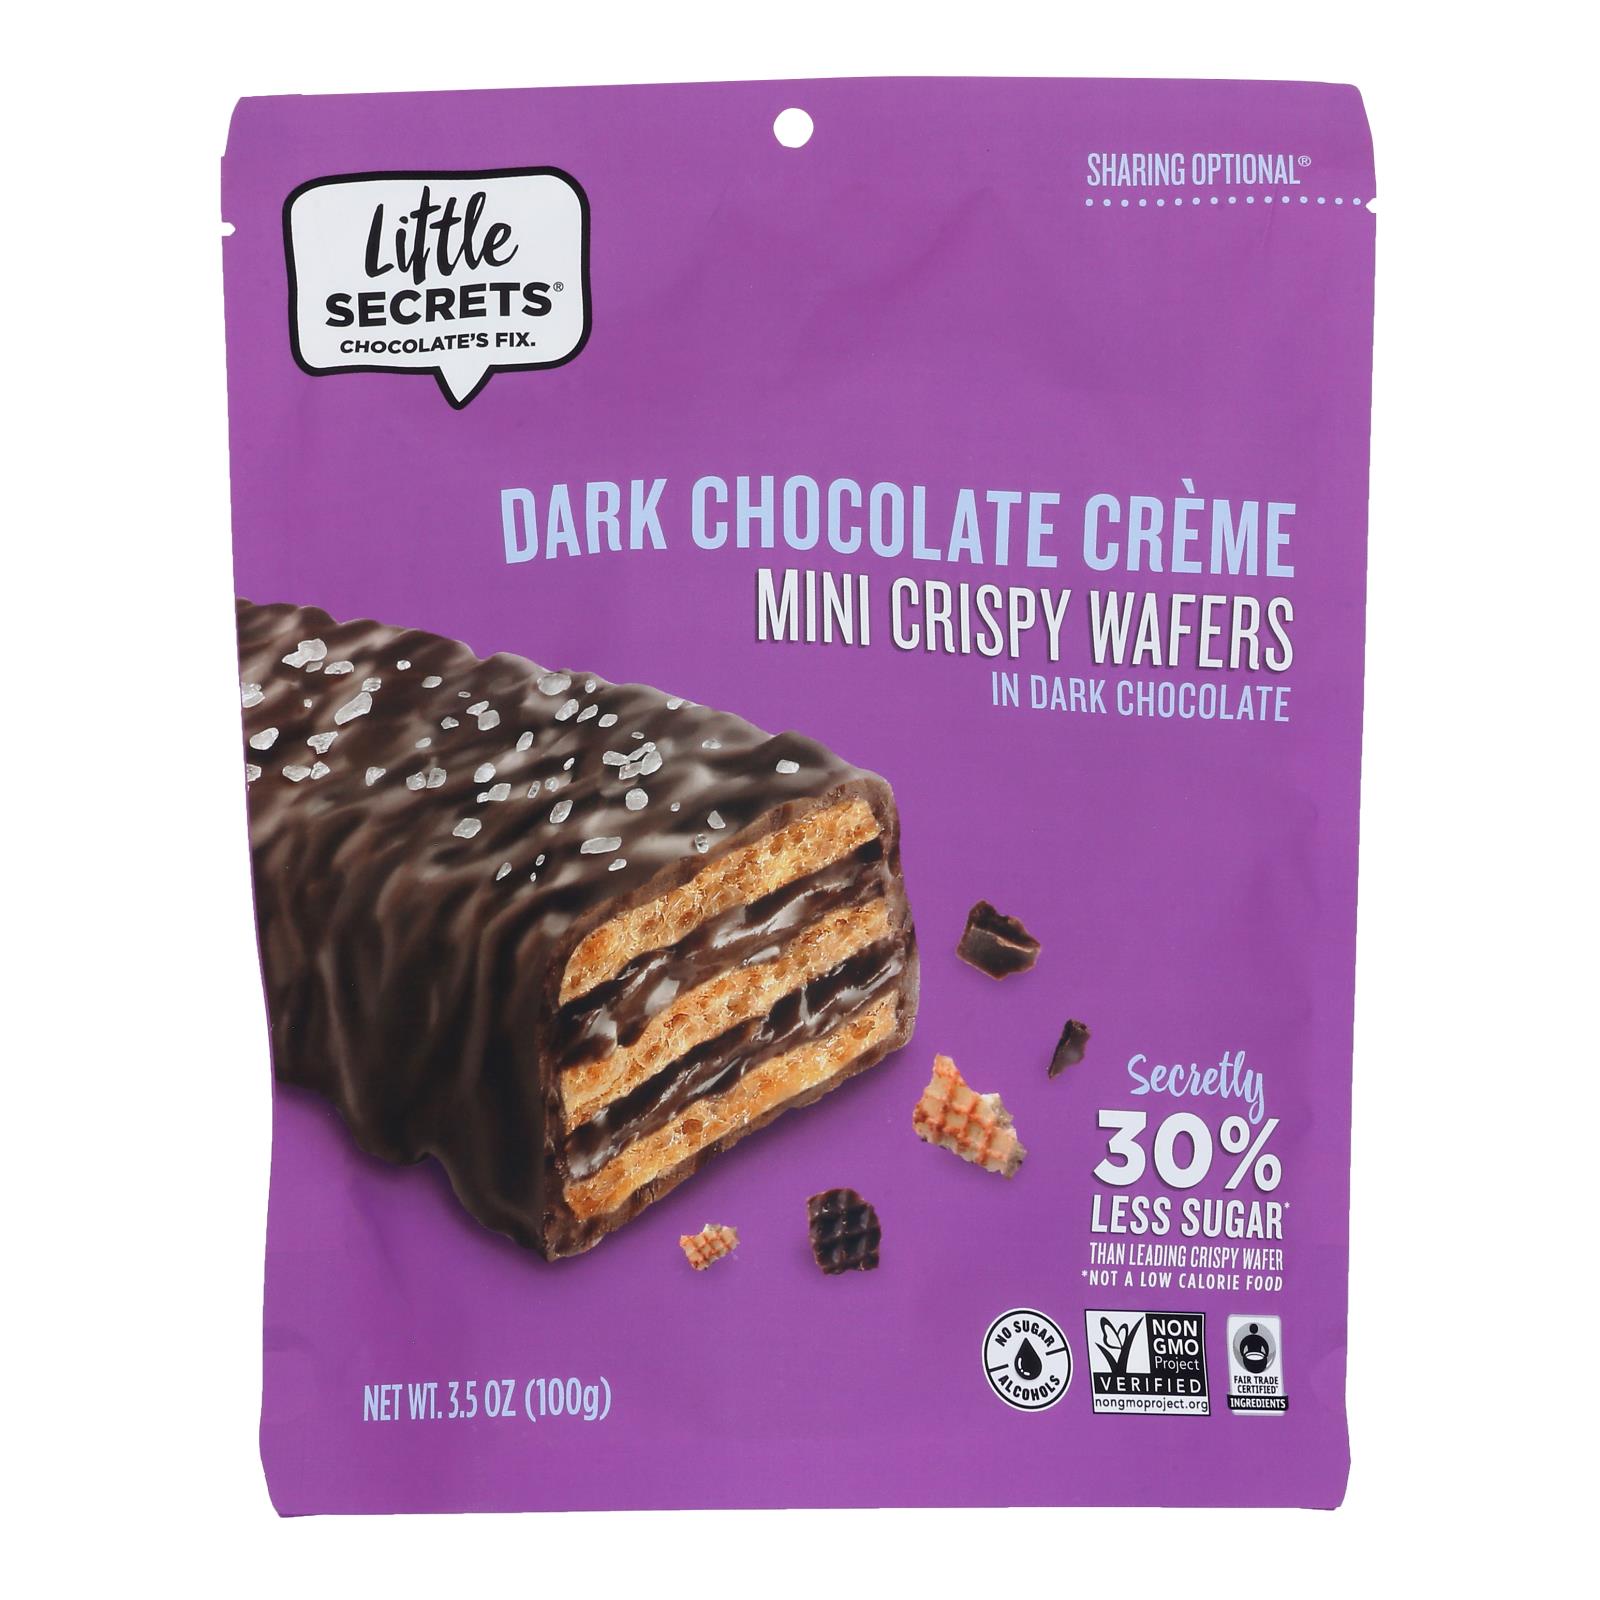 SHARING OPTIONAL®
Little
SECRETS®
CHOCOLATE'S FIX.
DARK CHOCOLATE CRÈME
MINI CRISPY WAFERS
IN DARK CHOCOLATE
Secretly
30%
LESS SUGAR*
THAN LEADING CRISPY WAFER
*NOT A LOW CALORIE FOOD
NO SUGAR
ALCOHOLS
NON
GMO
Project
VERIFIED
nongmoproject.org
FAIR TRADE
CERTIFIED
INGREDIENTS
NET WT. 3.5 OZ (100g)